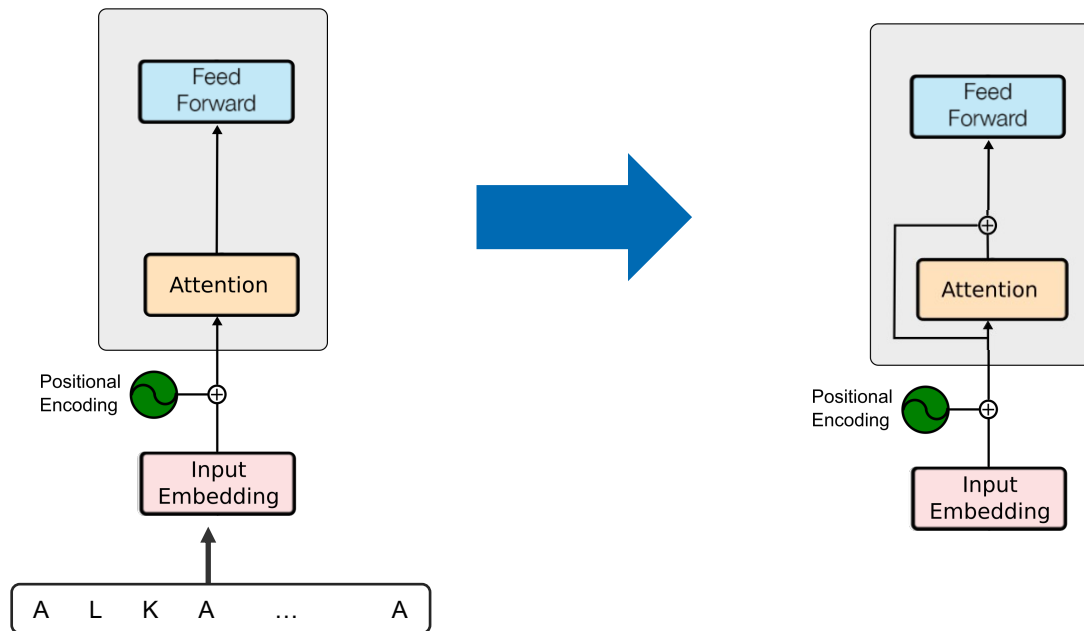 Feed
Forward
Attention
Positional
Encoding
Input
Embedding
A L K A ... A
Feed
Forward
Attention
Positional
Encoding
Input
Embedding